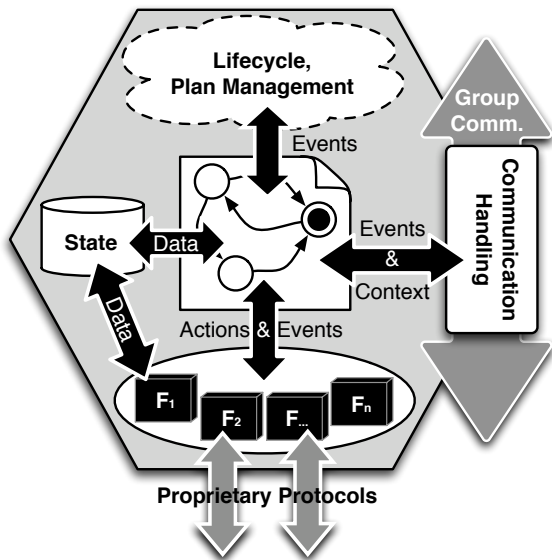 Lifecycle,
Plan Management
Group
Comm.
Events
Communication
Handling
State
Data
Events
&
Context
Data
Actions & Events
F1
F2
F...
Fn
Proprietary Protocols